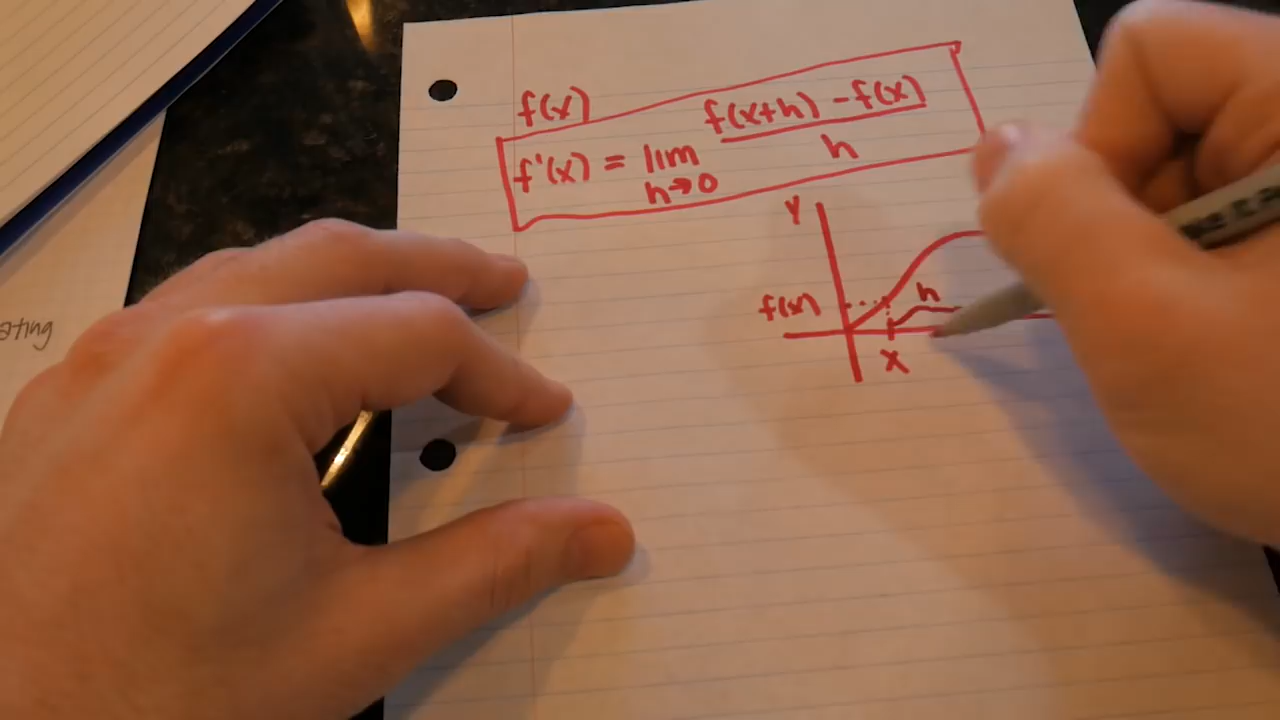 f(x)
f'(x) = lim h→0 f(x+h) - f(x) / h
Y
f(x)
h
x
ating